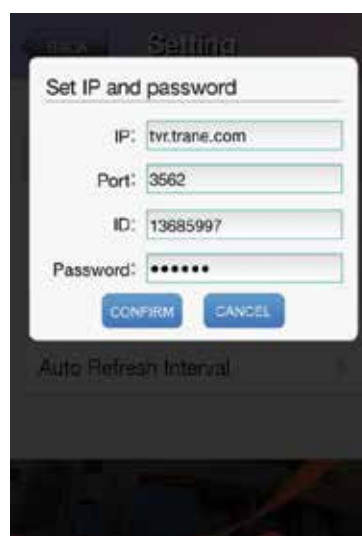 BACK Setting
Set IP and password
IP: tvr.trane.com
Port: 3562
ID: 13685997
Password: ••••••
CONFIRM CANCEL
Auto Refresh Interval